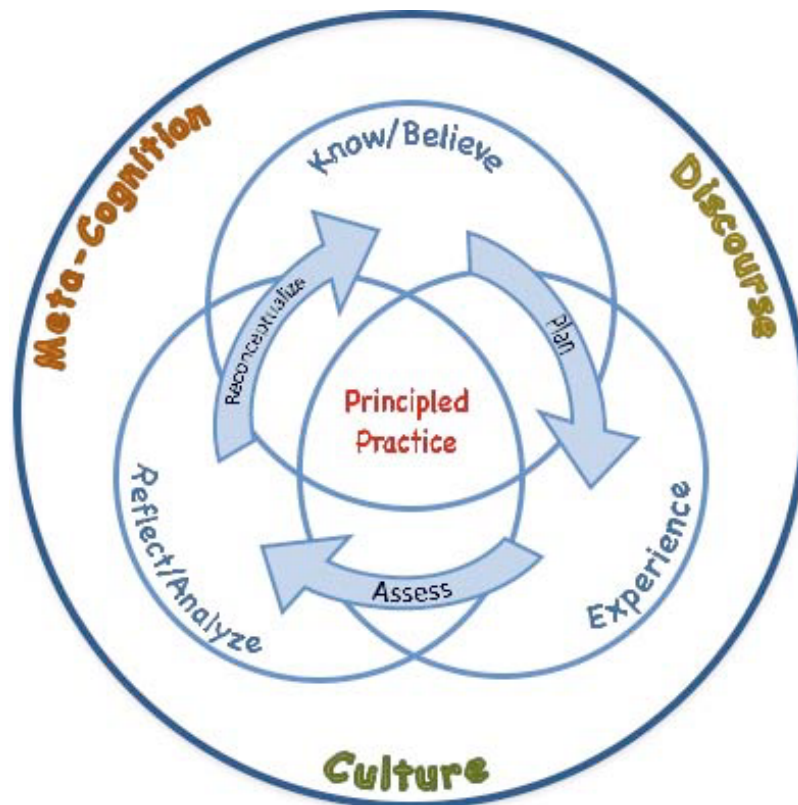 Meta-Cognition
Discourse
Know/Believe
Reconceptualize
Plan
Principled
Practice
Reflect/Analyze
Experience
Assess
Culture